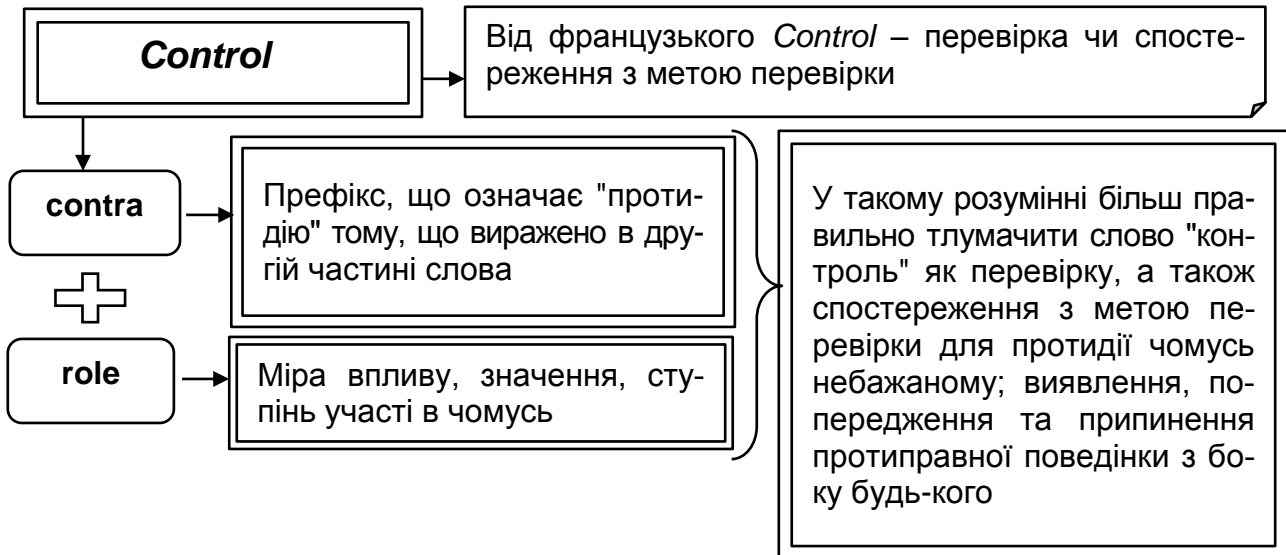 Control
Від французького Control – перевірка чи спосте-
реження з метою перевірки
contra
Префікс, що означає "проти-
дію" тому, що виражено в дру-
гій частині слова
role
Міра впливу, значення, сту-
пінь участі в чомусь
У такому розумінні більш пра-
вильно тлумачити слово "кон-
троль" як перевірку, а також
спостереження з метою пе-
ревірки для протидії чомусь
небажаному; виявлення, по-
передження та припинення
протиправної поведінки з бо-
ку будь-кого